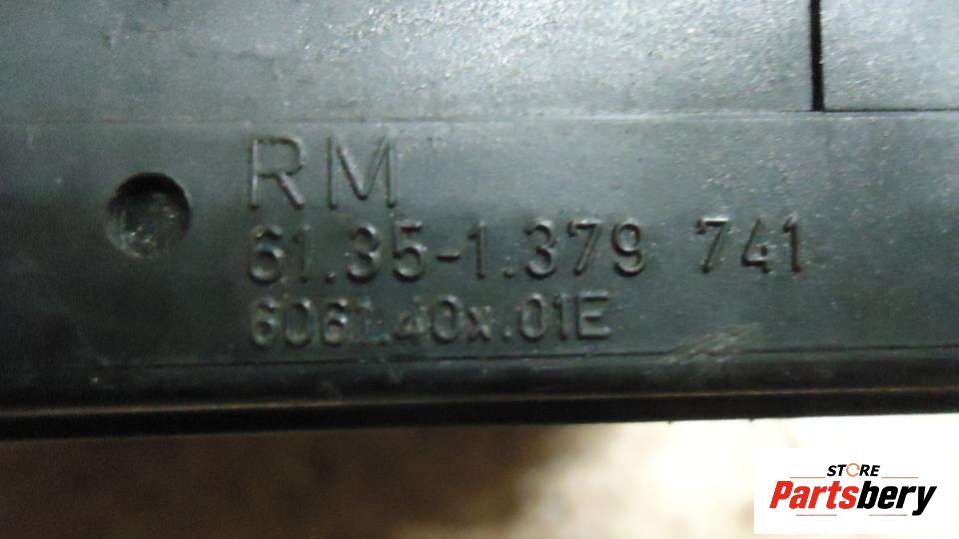 RM
61.35-1.379 741
6061.40x.01E
STORE
Partsbery